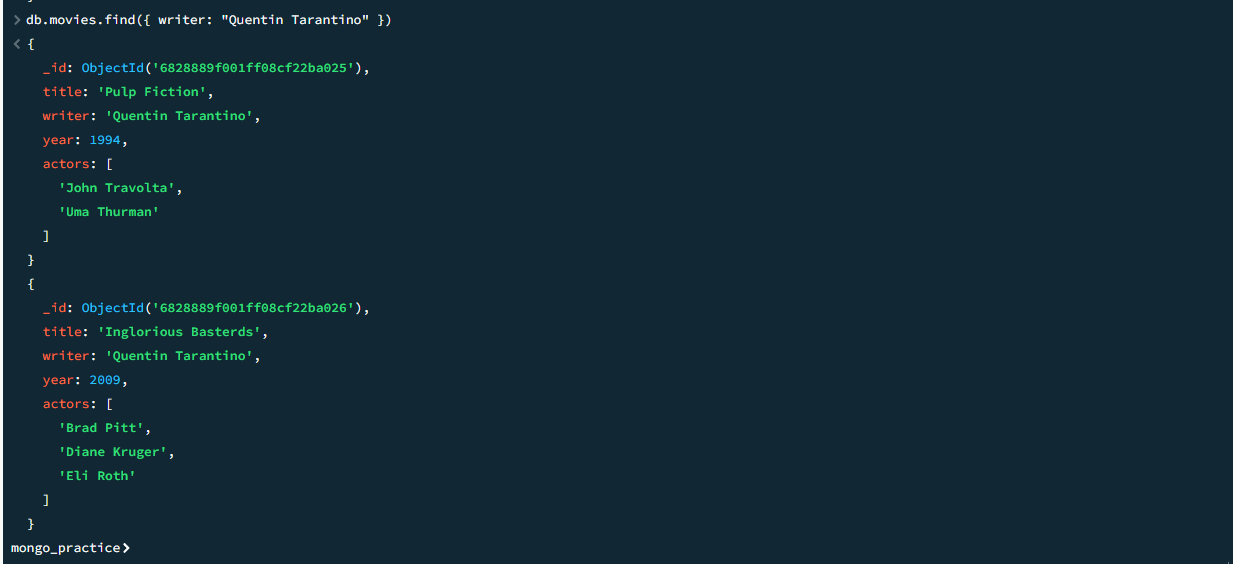 > db.movies.find({ writer: "Quentin Tarantino" })
< {
_id: ObjectId('6828889f001ff08cf22ba025'),
title: 'Pulp Fiction',
writer: 'Quentin Tarantino',
year: 1994,
actors: [
'John Travolta',
'Uma Thurman'
]
}
{
_id: ObjectId('6828889f001ff08cf22ba026'),
title: 'Inglorious Basterds',
writer: 'Quentin Tarantino',
year: 2009,
actors: [
'Brad Pitt',
'Diane Kruger',
'Eli Roth'
]
}
mongo_practice>